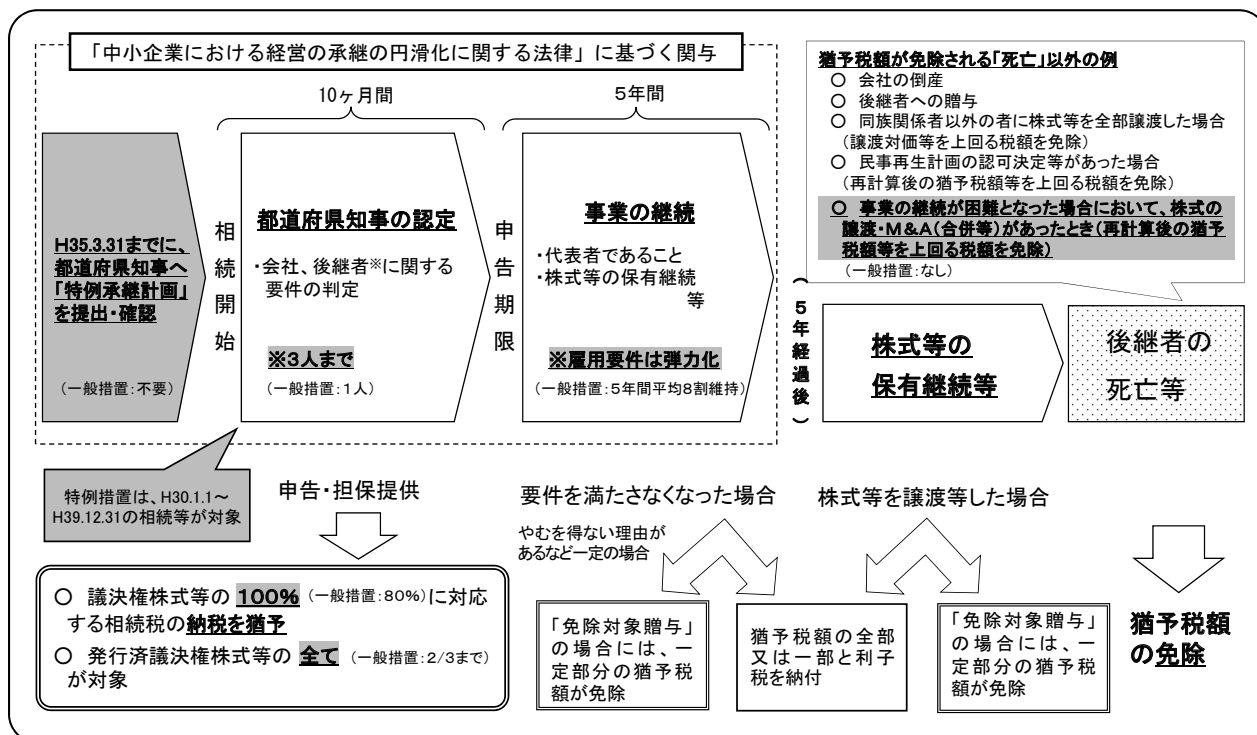 「中小企業における経営の承継の円滑化に関する法律」に基づく関与
10ヶ月間
5年間
H35.3.31までに、
都道府県知事へ
「特例承継計画」
を提出・確認
(一般措置:不要)
相続開始
都道府県知事の認定
・会社、後継者※に関する
要件の判定
※3人まで
(一般措置:1人)
申告期限
事業の継続
・代表者であること
・株式等の保有継続
等
※雇用要件は弾力化
(一般措置:5年間平均8割維持)
猶予税額が免除される「死亡」以外の例
○ 会社の倒産
○ 後継者への贈与
○ 同族関係者以外の者に株式等を全部譲渡した場合
(譲渡対価等を上回る税額を免除)
○ 民事再生計画の認可決定等があった場合
(再計算後の猶予税額等を上回る税額を免除)
○ 事業の継続が困難となった場合において、株式の
譲渡・M&A(合併等)があったとき(再計算後の猶予
税額等を上回る税額を免除)
(一般措置:なし)
(5年経過後)
株式等の
保有継続等
後継者の
死亡等
特例措置は、H30.1.1~
H39.12.31の相続等が対象
申告・担保提供
○ 議決権株式等の 100% (一般措置:80%)に対応
する相続税の納税を猶予
○ 発行済議決権株式等の 全て (一般措置:2/3まで)
が対象
要件を満たさなくなった場合
やむを得ない理由が
あるなど一定の場合
株式等を譲渡等した場合
「免除対象贈与」
の場合には、一
定部分の猶予税
額が免除
猶予税額の全部
又は一部と利子
税を納付
「免除対象贈与」
の場合には、一
定部分の猶予税
額が免除
猶予税額
の免除